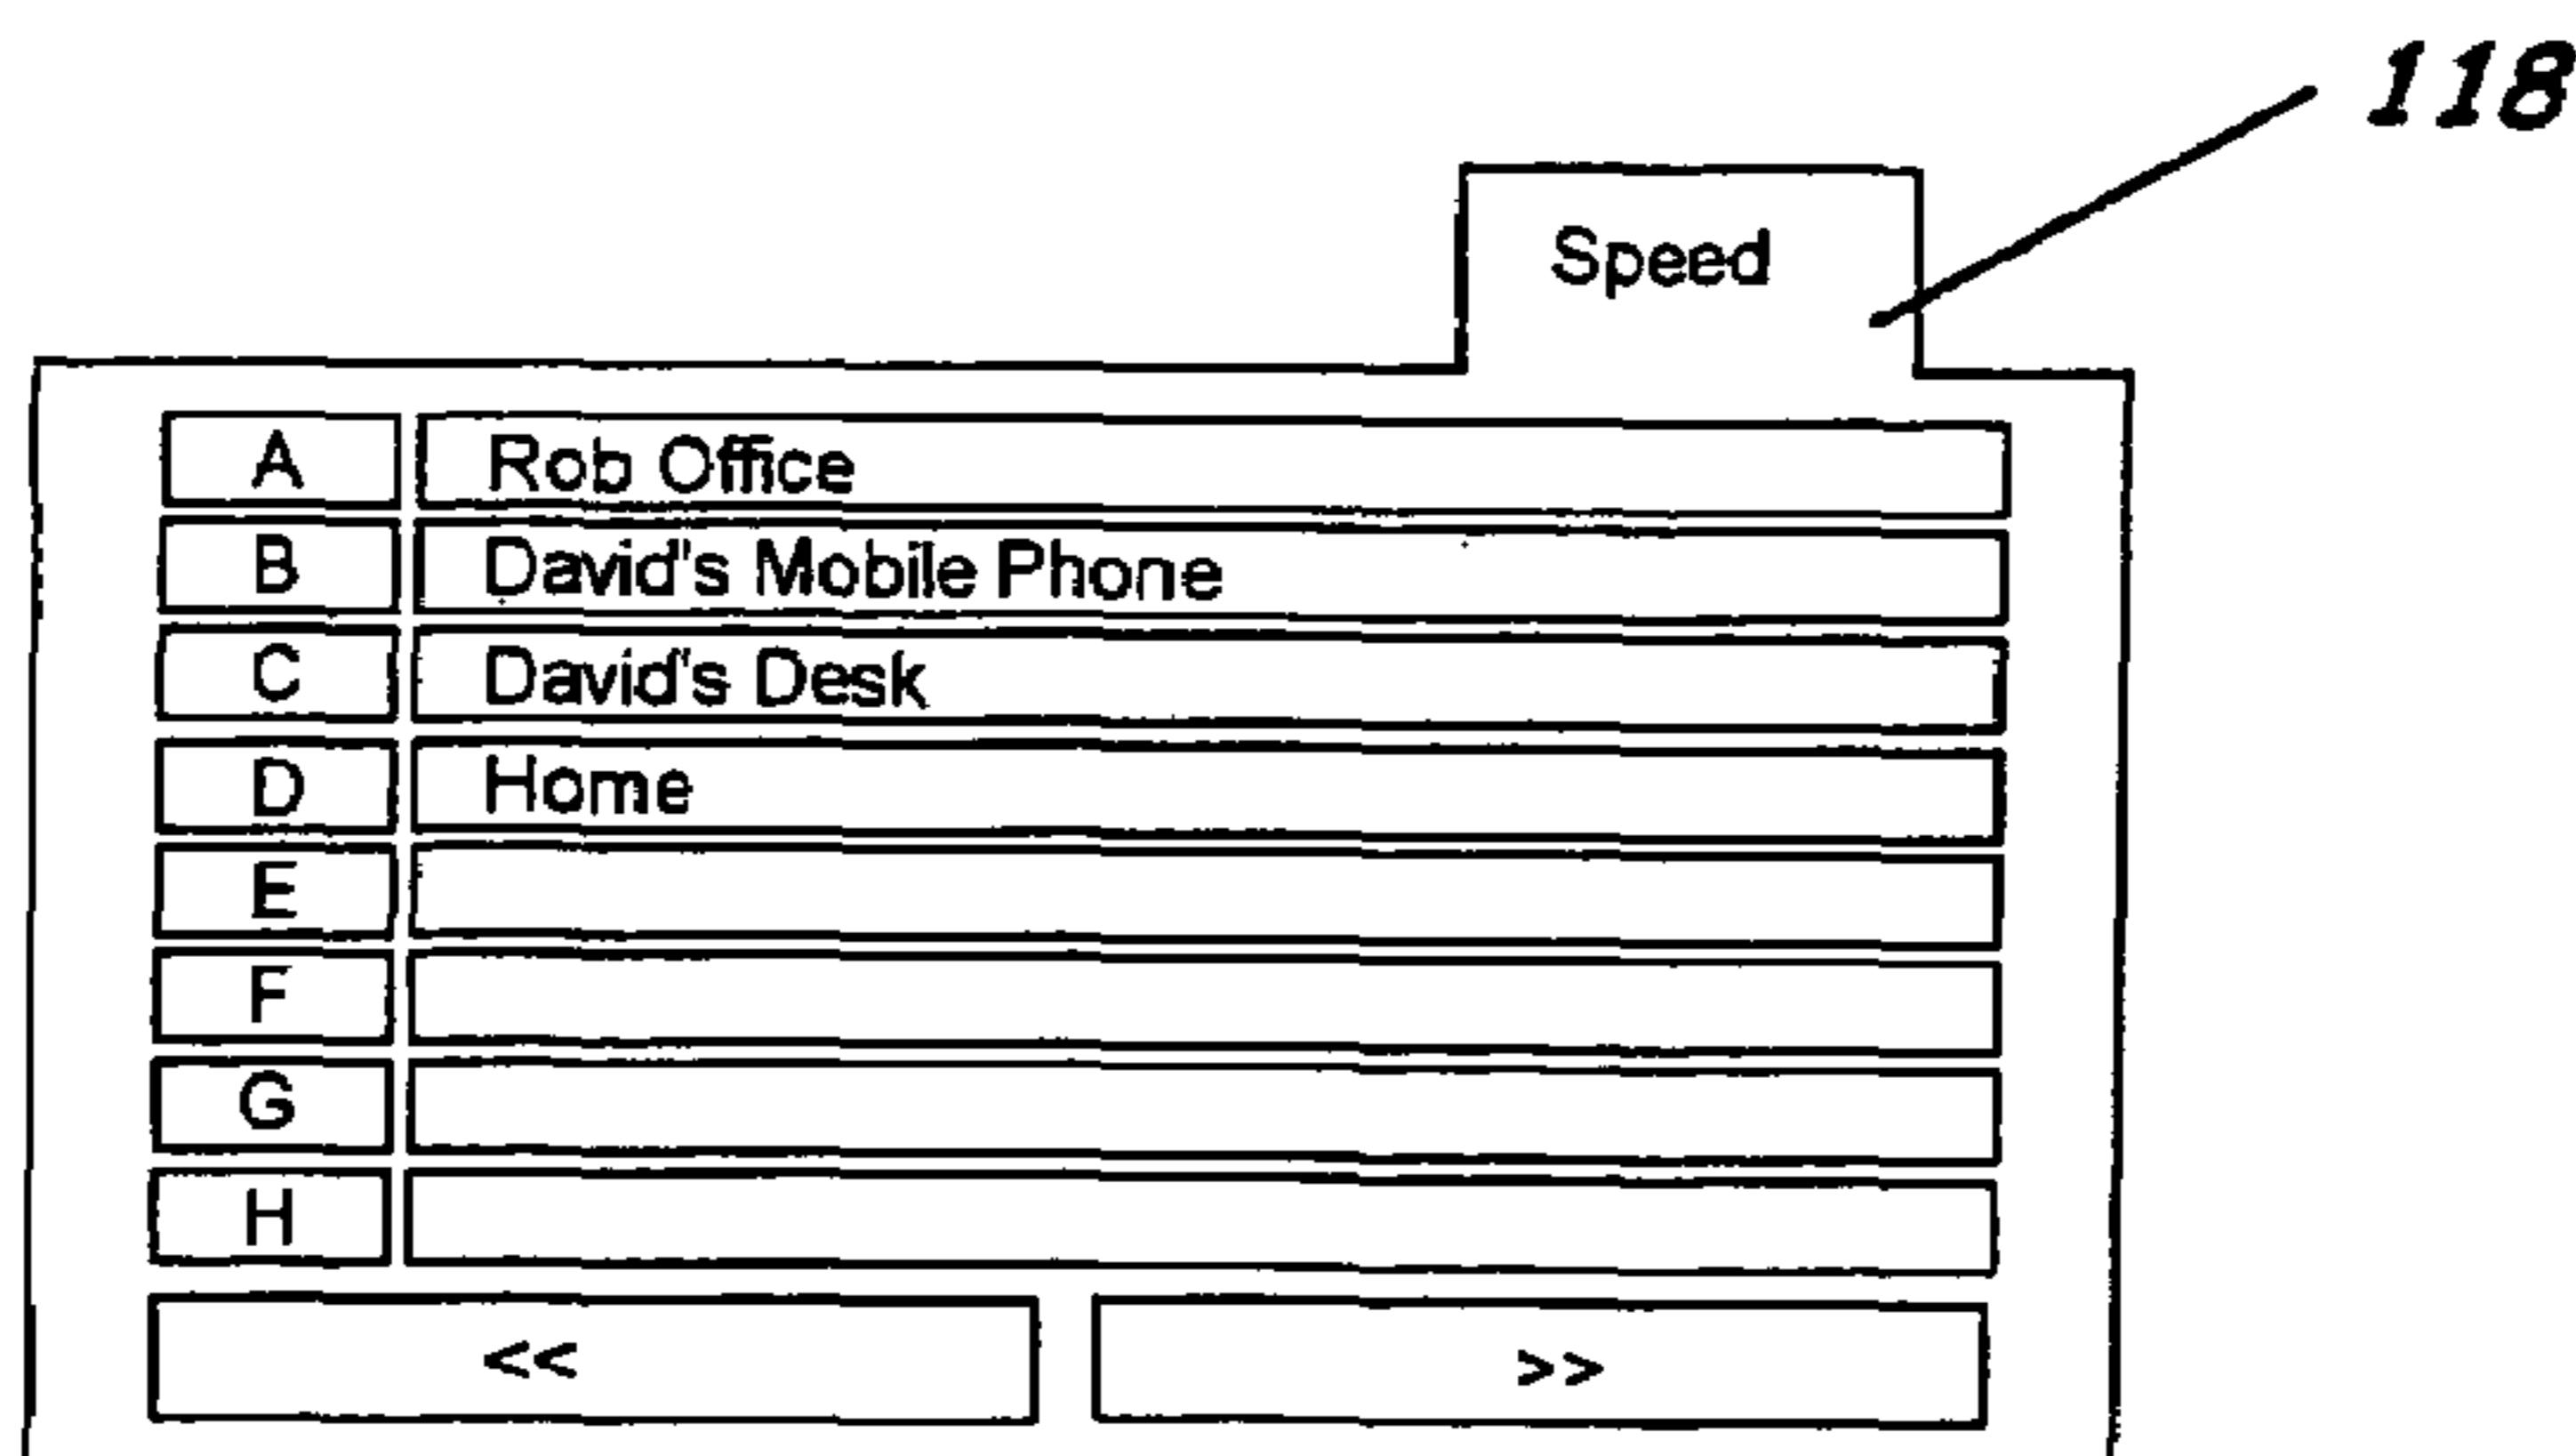 118
Speed
A Rob Office
B David's Mobile Phone
C David's Desk
D Home
E
F
G
H
<< >>